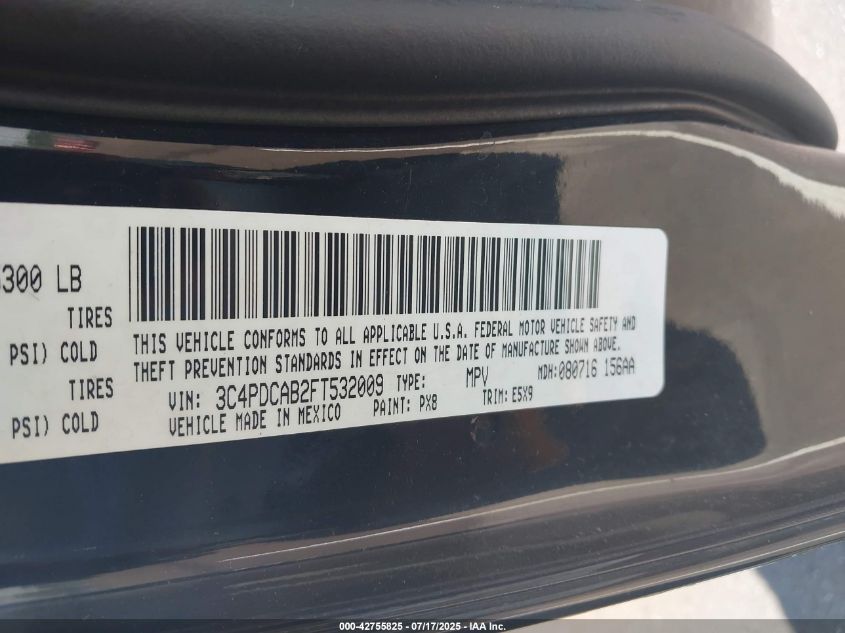 300 LB
TIRES
PSI) COLD
TIRES
PSI) COLD
THIS VEHICLE CONFORMS TO ALL APPLICABLE U.S.A. FEDERAL MOTOR VEHICLE SAFETY AND
THEFT PREVENTION STANDARDS IN EFFECT ON THE DATE OF MANUFACTURE SHOWN ABOVE.
VIN: 3C4PDCAB2FT532009 TYPE: MPV MDH:080716 156AA
VEHICLE MADE IN MEXICO PAINT: PX8 TRIM: E5X9
000-42755825 - 07/17/2025 - IAA Inc.